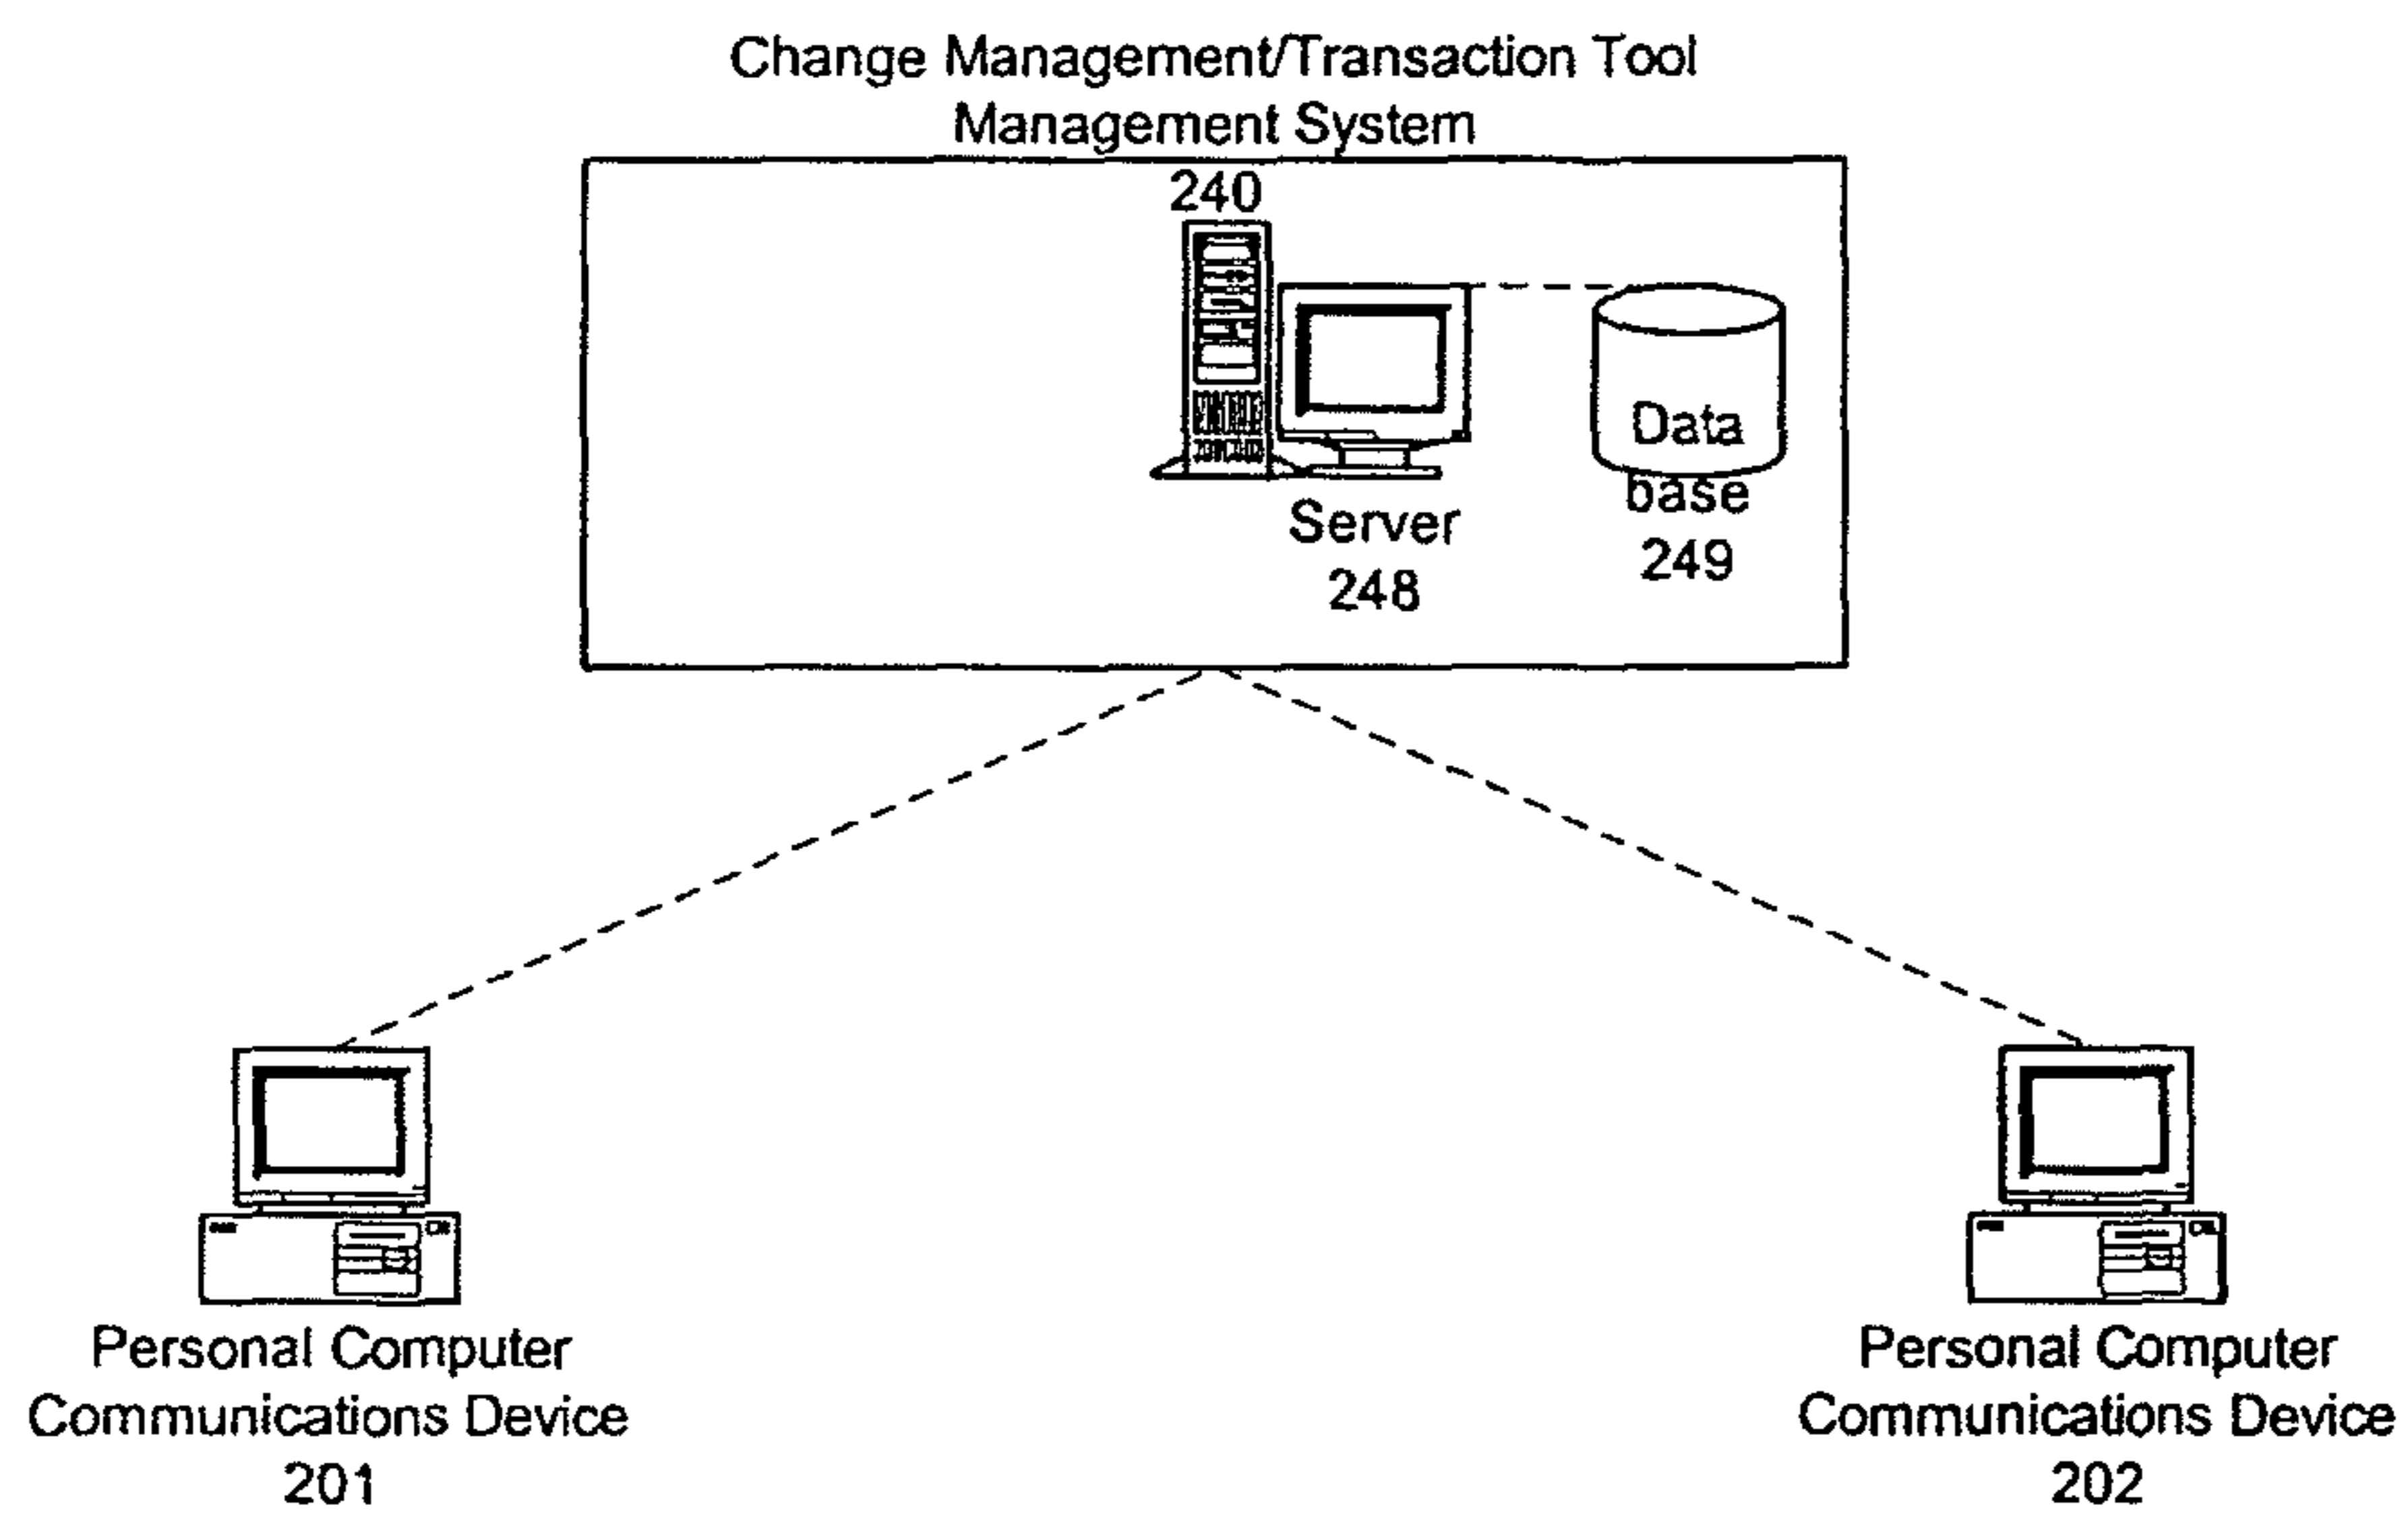 Change Management/Transaction Tool
Management System
240
Server
248
Data
base
249
Personal Computer
Communications Device
201
Personal Computer
Communications Device
202